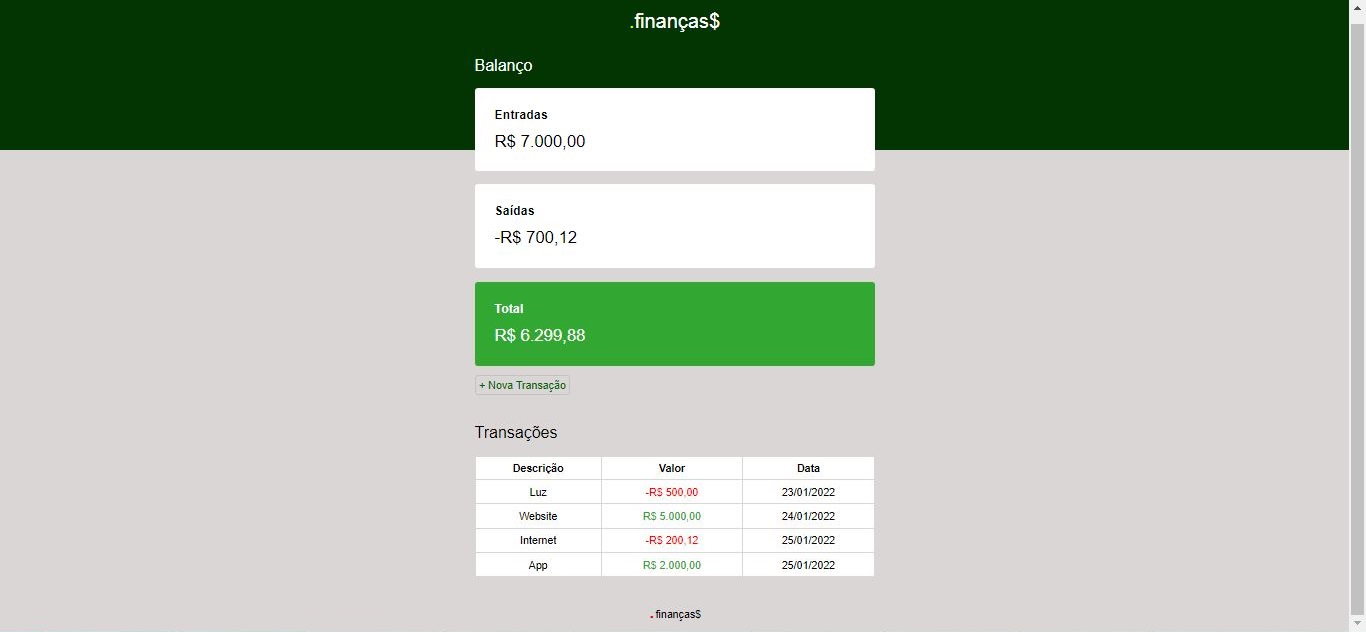 .finanças$
Balanço
Entradas
R$ 7.000,00
Saídas
-R$ 700,12
Total
R$ 6.299,88
+ Nova Transação
Transações
Descrição Valor Data
Luz -R$ 500,00 23/01/2022
Website R$ 5.000,00 24/01/2022
Internet -R$ 200,12 25/01/2022
App R$ 2.000,00 25/01/2022
. finanças$